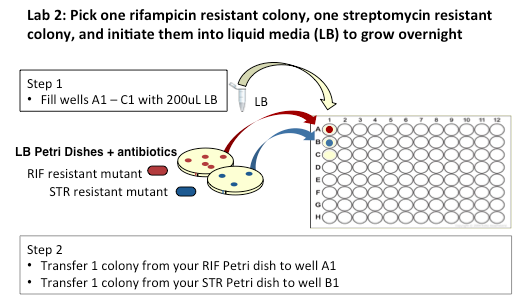 Lab 2: Pick one rifampicin resistant colony, one streptomycin resistant
colony, and initiate them into liquid media (LB) to grow overnight
Step 1
• Fill wells A1 – C1 with 200uL LB
LB
LB Petri Dishes + antibiotics
RIF resistant mutant
STR resistant mutant
1 2 3 4 5 6 7 8 9 10 11 12
A
B
C
D
E
F
G
H
Step 2
• Transfer 1 colony from your RIF Petri dish to well A1
• Transfer 1 colony from your STR Petri dish to well B1